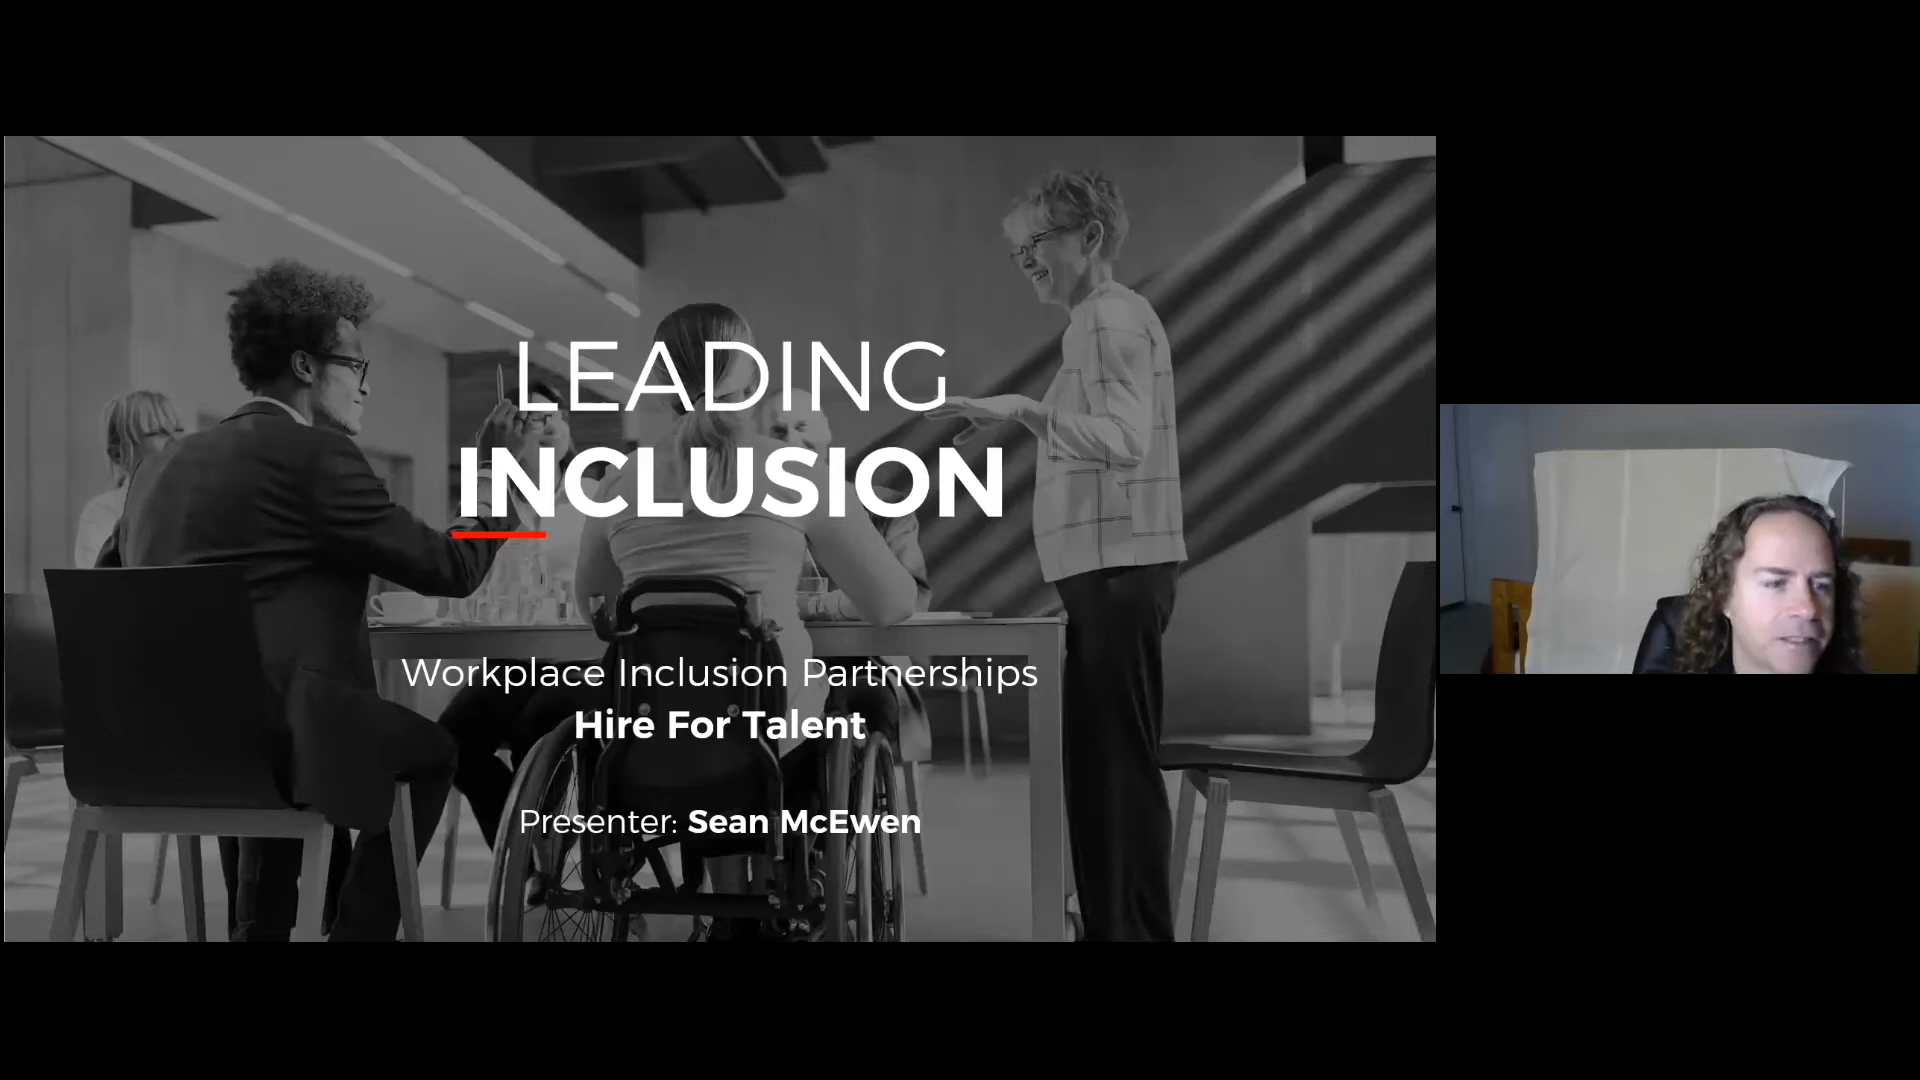 LEADING
INCLUSION
Workplace Inclusion Partnerships
Hire For Talent
Presenter: Sean McEwen